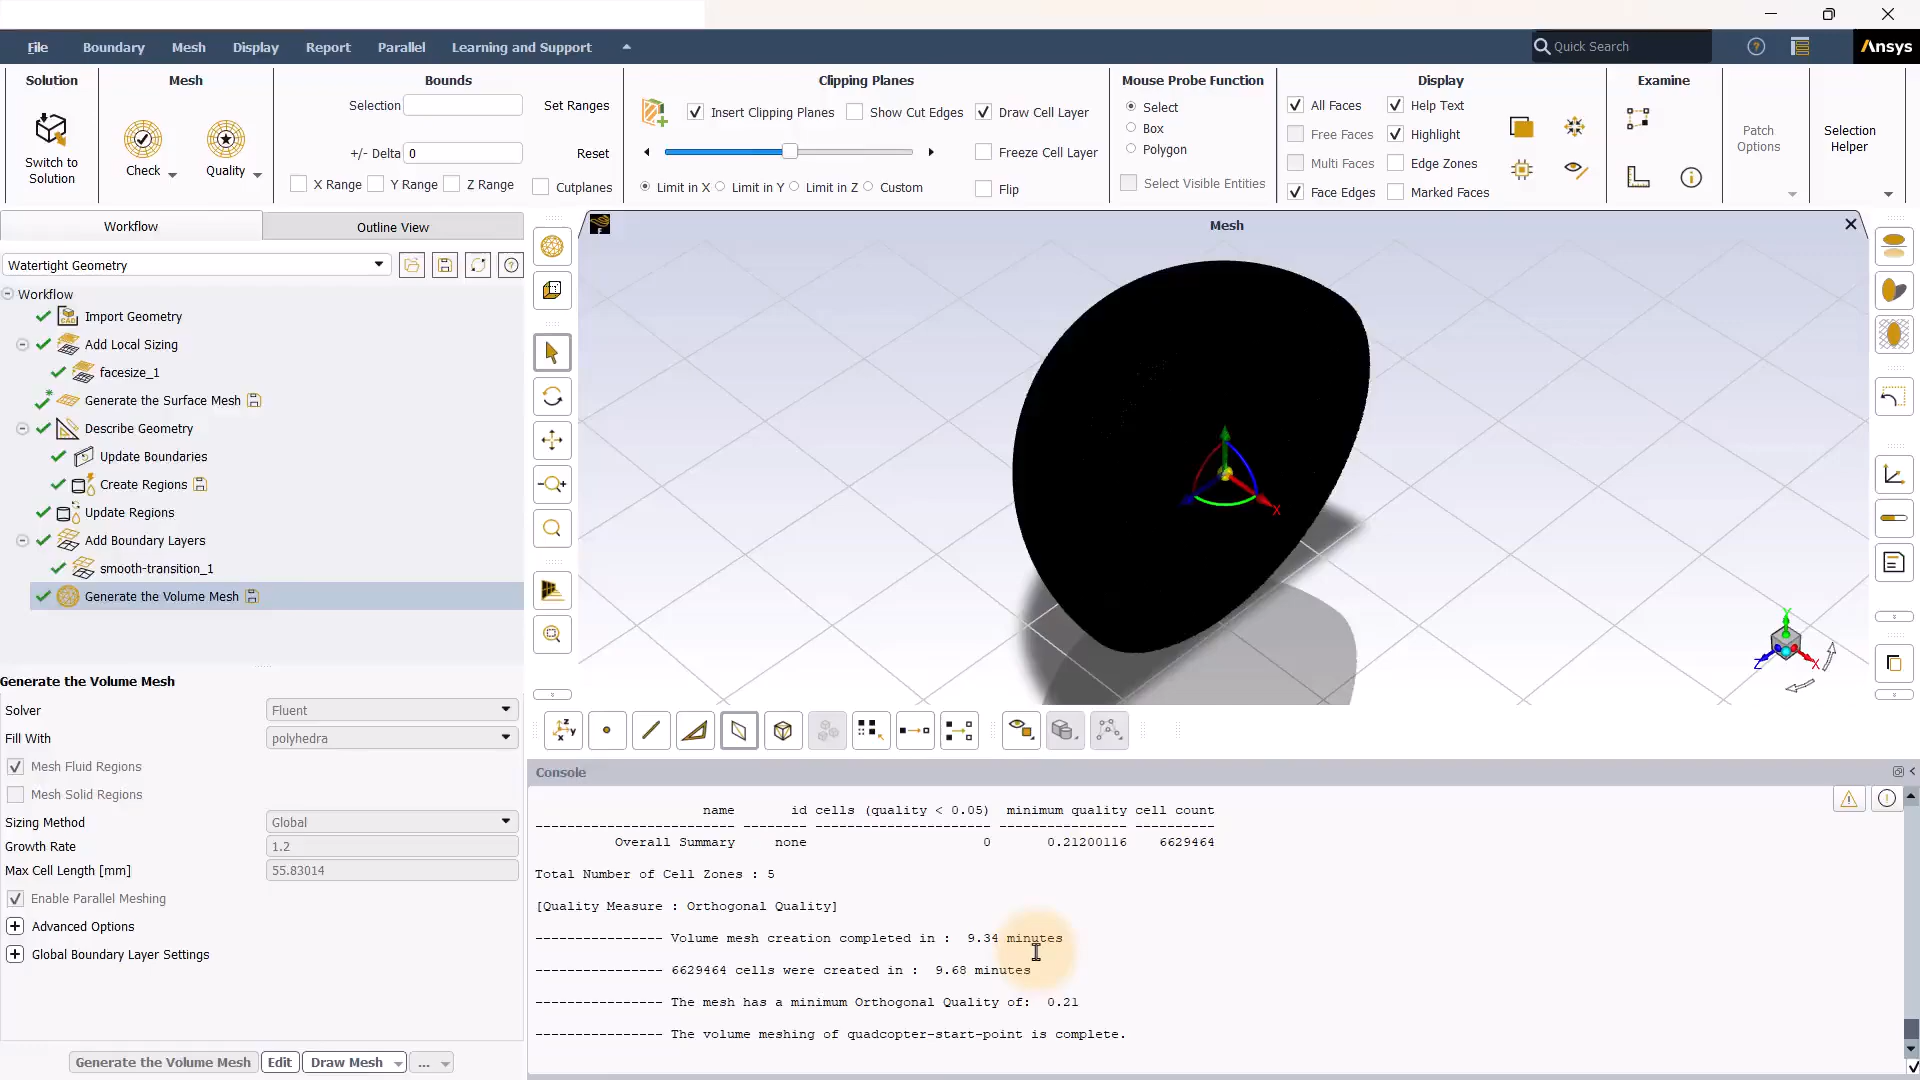 File Boundary Mesh Display Report Parallel Learning and Support Quick Search Ansys
Solution Mesh Bounds Clipping Planes Mouse Probe Function Display Examine
Switch to Solution
Check
Quality
Selection Set Ranges
+/- Delta 0 Reset
X Range Y Range Z Range Cutplanes
Insert Clipping Planes Show Cut Edges Draw Cell Layer
Freeze Cell Layer
Limit in X Limit in Y Limit in Z Custom Flip
Select
Box
Polygon
Select Visible Entities
All Faces Help Text
Free Faces Highlight
Multi Faces Edge Zones
Face Edges Marked Faces
Patch Options
Selection Helper
Workflow Outline View
Watertight Geometry
Workflow
Import Geometry
Add Local Sizing
facesize_1
Generate the Surface Mesh
Describe Geometry
Update Boundaries
Create Regions
Update Regions
Add Boundary Layers
smooth-transition_1
Generate the Volume Mesh
Generate the Volume Mesh
Solver Fluent
Fill With polyhedra
Mesh Fluid Regions
Mesh Solid Regions
Sizing Method Global
Growth Rate 1.2
Max Cell Length [mm] 55.83014
Enable Parallel Meshing
Advanced Options
Global Boundary Layer Settings
Generate the Volume Mesh Edit Draw Mesh ...
Mesh
X
Y
Z
X
Console
name id cells (quality < 0.05) minimum quality cell count
Overall Summary none 0 0.21200116 6629464
Total Number of Cell Zones : 5
[Quality Measure : Orthogonal Quality]
--------------- Volume mesh creation completed in : 9.34 minutes
--------------- 6629464 cells were created in : 9.68 minutes
--------------- The mesh has a minimum Orthogonal Quality of: 0.21
--------------- The volume meshing of quadcopter-start-point is complete.